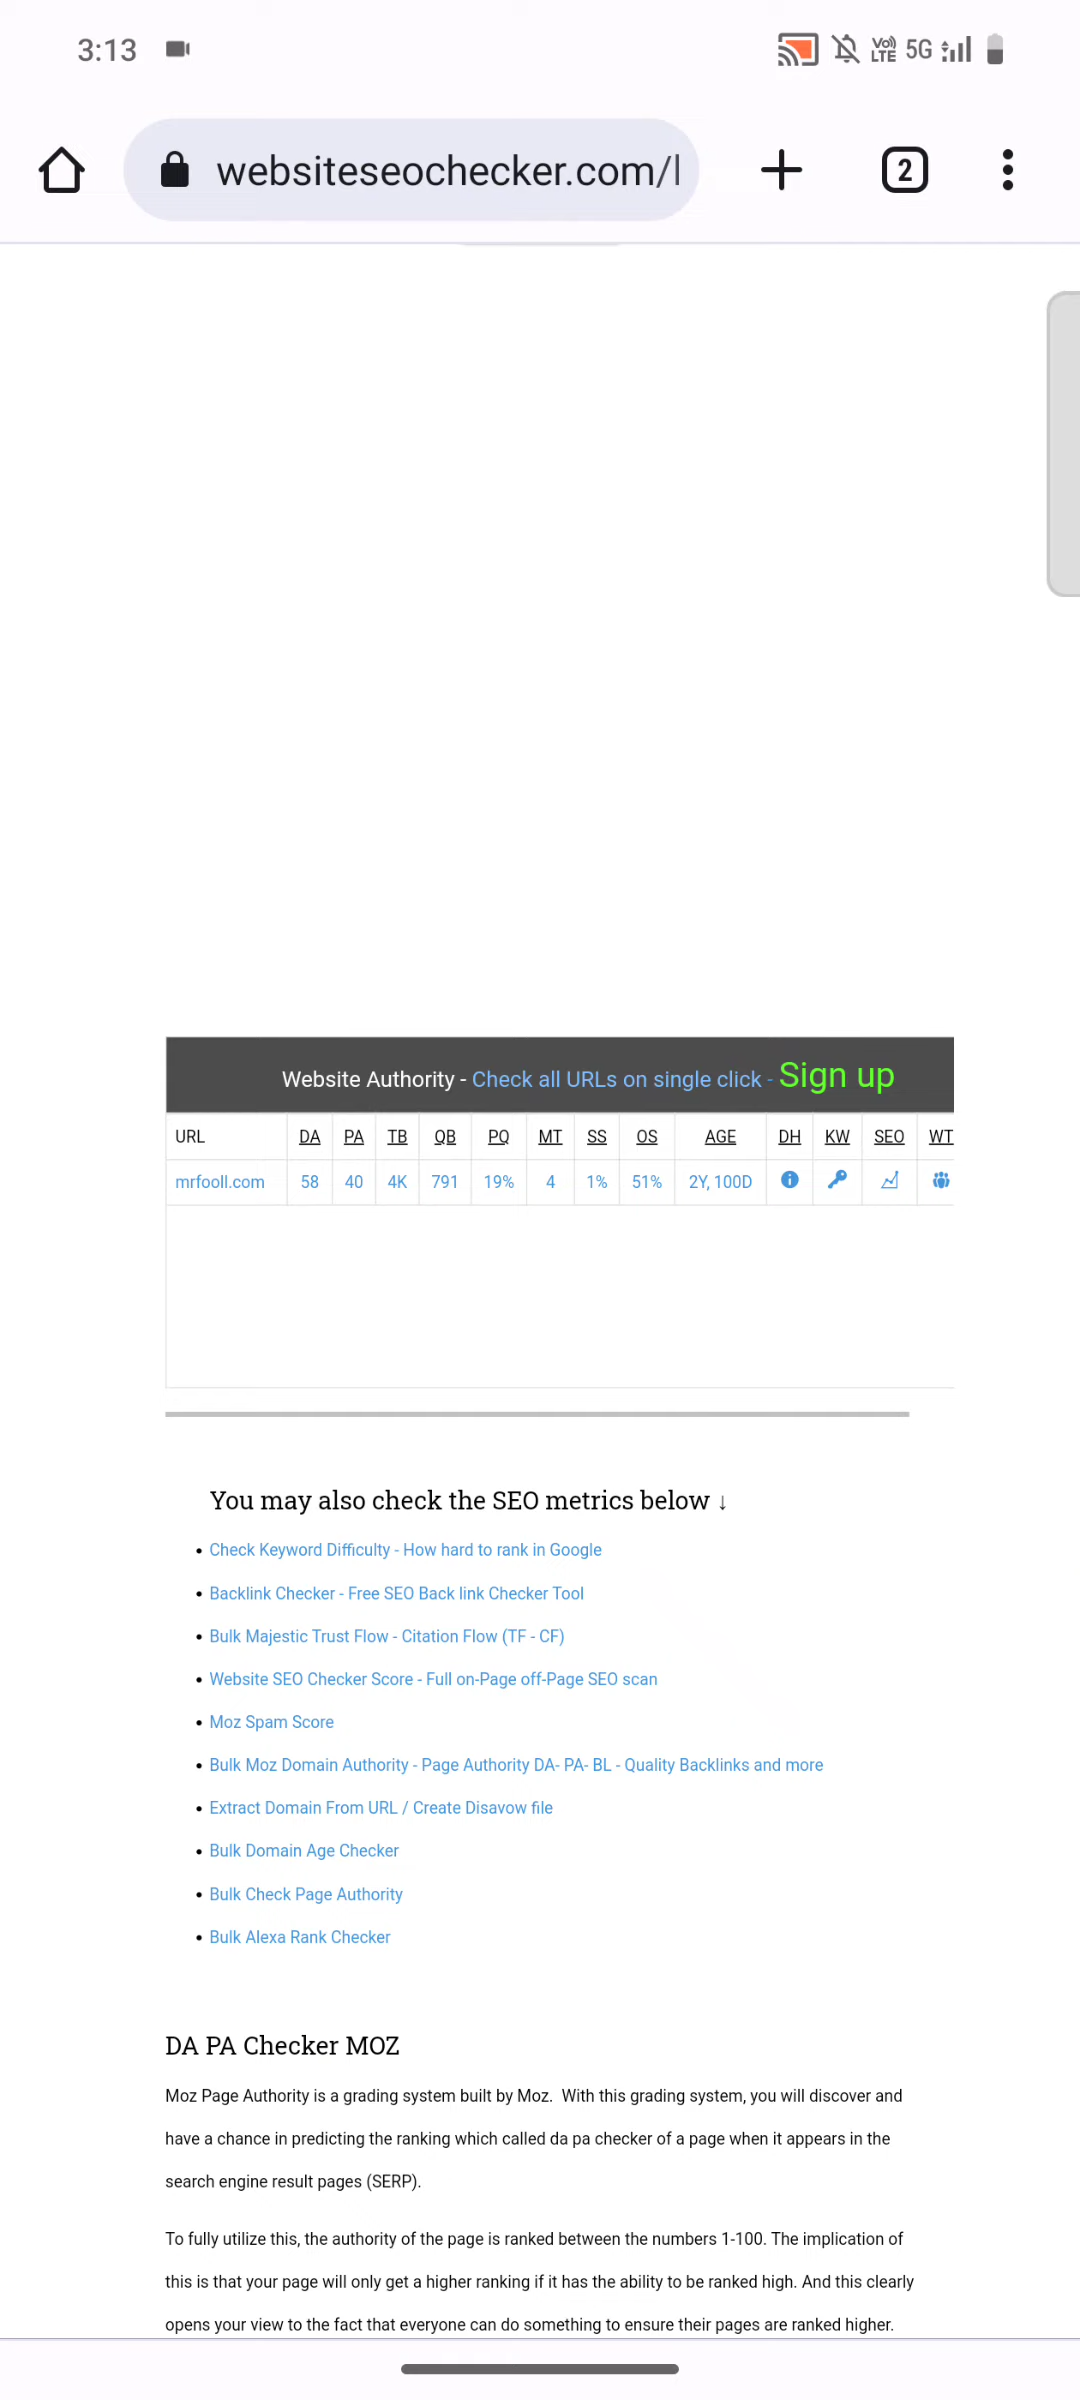 3:13
Vo) LTE 5G
websiteseochecker.com/l
2
Website Authority - Check all URLs on single click - Sign up
URL DA PA TB QB PQ MT SS OS AGE DH KW SEO WT
mrfooll.com 58 40 4K 791 19% 4 1% 51% 2Y, 100D
You may also check the SEO metrics below ↓
• Check Keyword Difficulty - How hard to rank in Google
• Backlink Checker - Free SEO Back link Checker Tool
• Bulk Majestic Trust Flow - Citation Flow (TF - CF)
• Website SEO Checker Score - Full on-Page off-Page SEO scan
• Moz Spam Score
• Bulk Moz Domain Authority - Page Authority DA- PA- BL - Quality Backlinks and more
• Extract Domain From URL / Create Disavow file
• Bulk Domain Age Checker
• Bulk Check Page Authority
• Bulk Alexa Rank Checker
DA PA Checker MOZ
Moz Page Authority is a grading system built by Moz.  With this grading system, you will discover and
have a chance in predicting the ranking which called da pa checker of a page when it appears in the
search engine result pages (SERP).
To fully utilize this, the authority of the page is ranked between the numbers 1-100. The implication of
this is that your page will only get a higher ranking if it has the ability to be ranked high. And this clearly
opens your view to the fact that everyone can do something to ensure their pages are ranked higher.